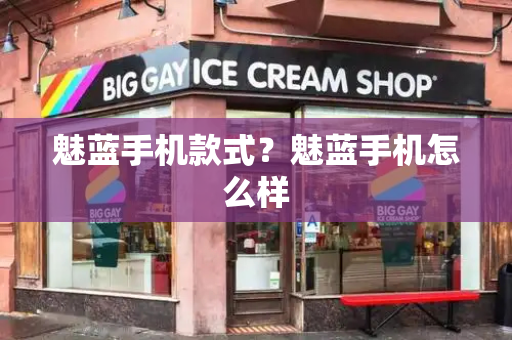 BIG GAY ICE CREAM SHOP
魅蓝手机款式？魅蓝手机怎
么样
BIG GAY
ICE CREAM SHOP
BIG GAY
ICE CREAM SHOP
A